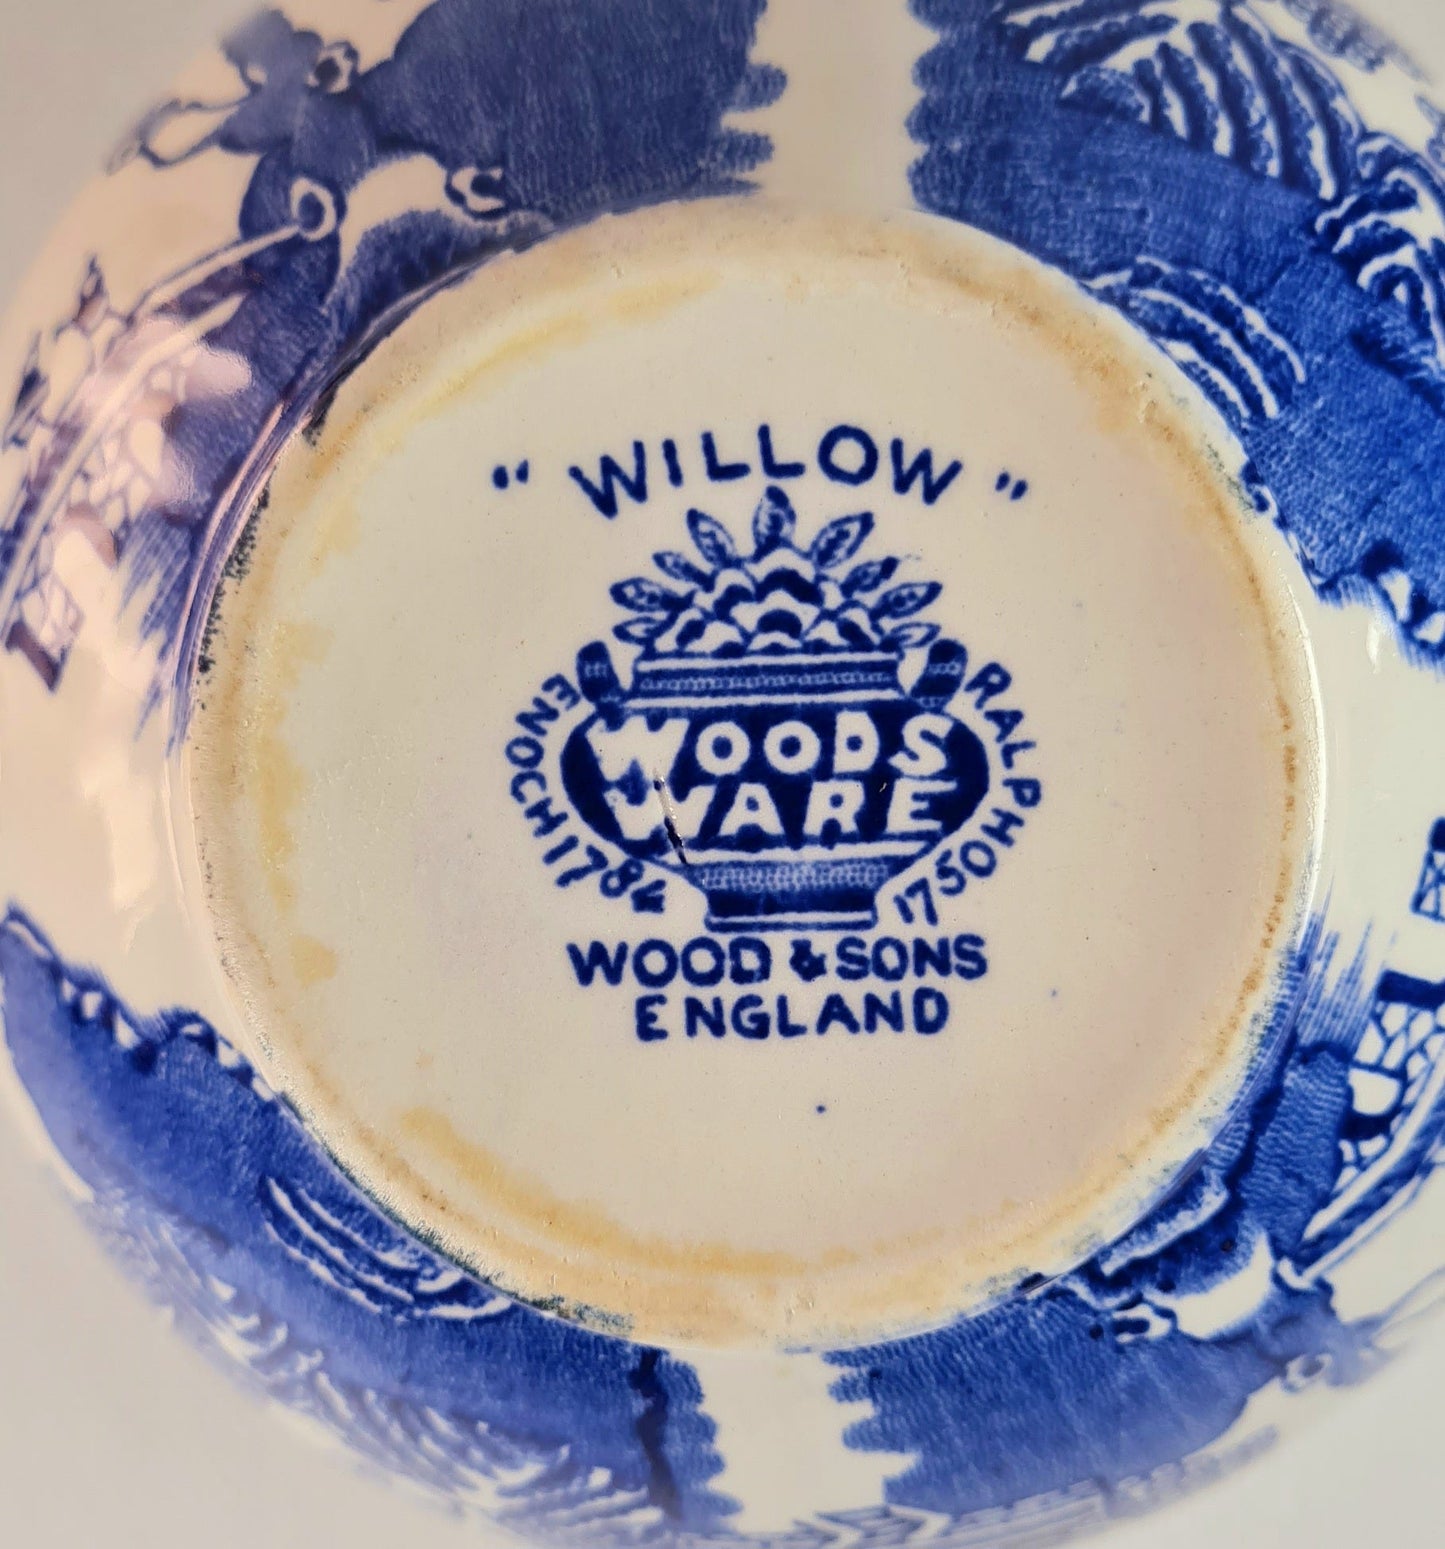 " WILLOW "
ENOCH 1784
RALPH 1750
WOODS
WARE
WOOD & SONS
ENGLAND